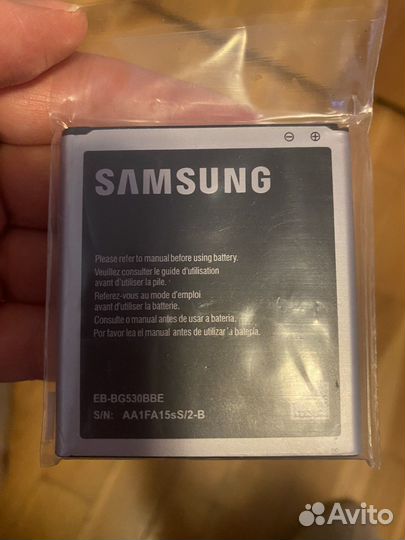 ⊖ ⊕
SAMSUNG
Please refer to manual before using battery.
Veuillez consulter le guide d'utilisation
avant d'utiliser la pile.
Referez-vous au mode d'emploi
avant d'utiliser la batterie.
Consulte o manual antes de usar a bateria.
Por favor lea el manual antes de utilizar la bateria.
EB-BG530BBE
S/N: AA1FA15sS/2-B
Avito